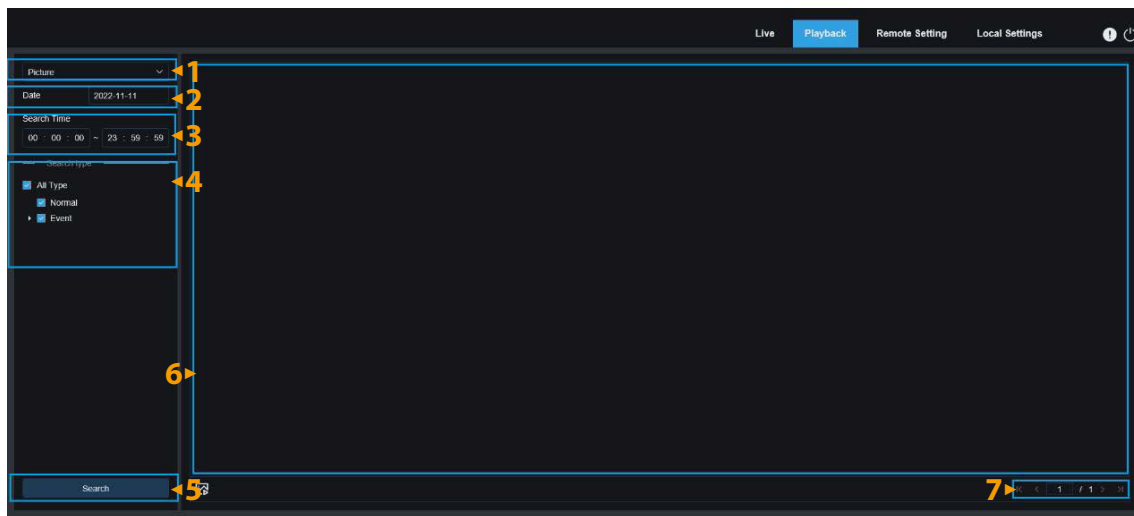 Live Playback Remote Setting Local Settings
Picture 1
Date 2022-11-11 2
Search Time
00 : 00 : 00 ~ 23 : 59 : 59 3
Search type
All Type 4
Normal
Event
6
Search 5
7 1 / 1